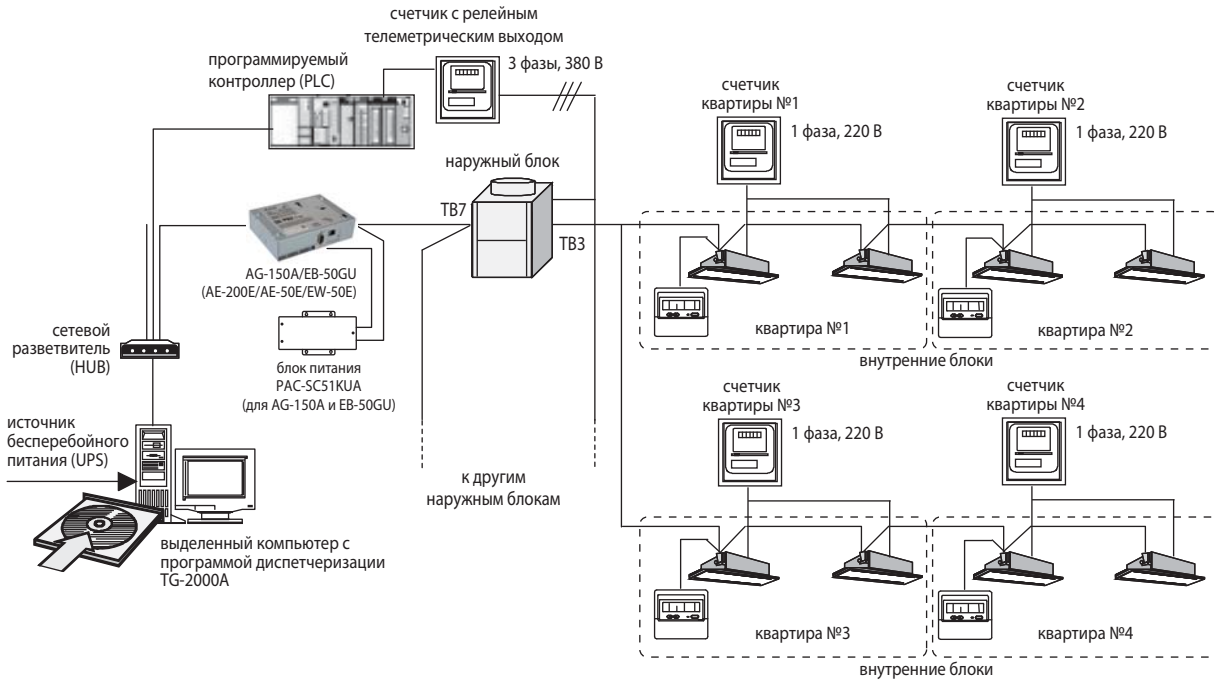 счетчик с релейным
телеметрическим выходом
3 фазы, 380 В
программируемый
контроллер (PLC)
наружный блок
TB7
TB3
AG-150A/EB-50GU
(AE-200E/AE-50E/EW-50E)
блок питания
PAC-SC51KUA
(для AG-150A и EB-50GU)
сетевой
разветвитель
(HUB)
источник
бесперебойного
питания (UPS)
выделенный компьютер с
программой диспетчеризации
TG-2000A
к другим
наружным блокам
счетчик
квартиры №1
1 фаза, 220 В
счетчик
квартиры №2
1 фаза, 220 В
квартира №1
квартира №2
внутренние блоки
счетчик
квартиры №3
1 фаза, 220 В
счетчик
квартиры №4
1 фаза, 220 В
квартира №3
квартира №4
внутренние блоки